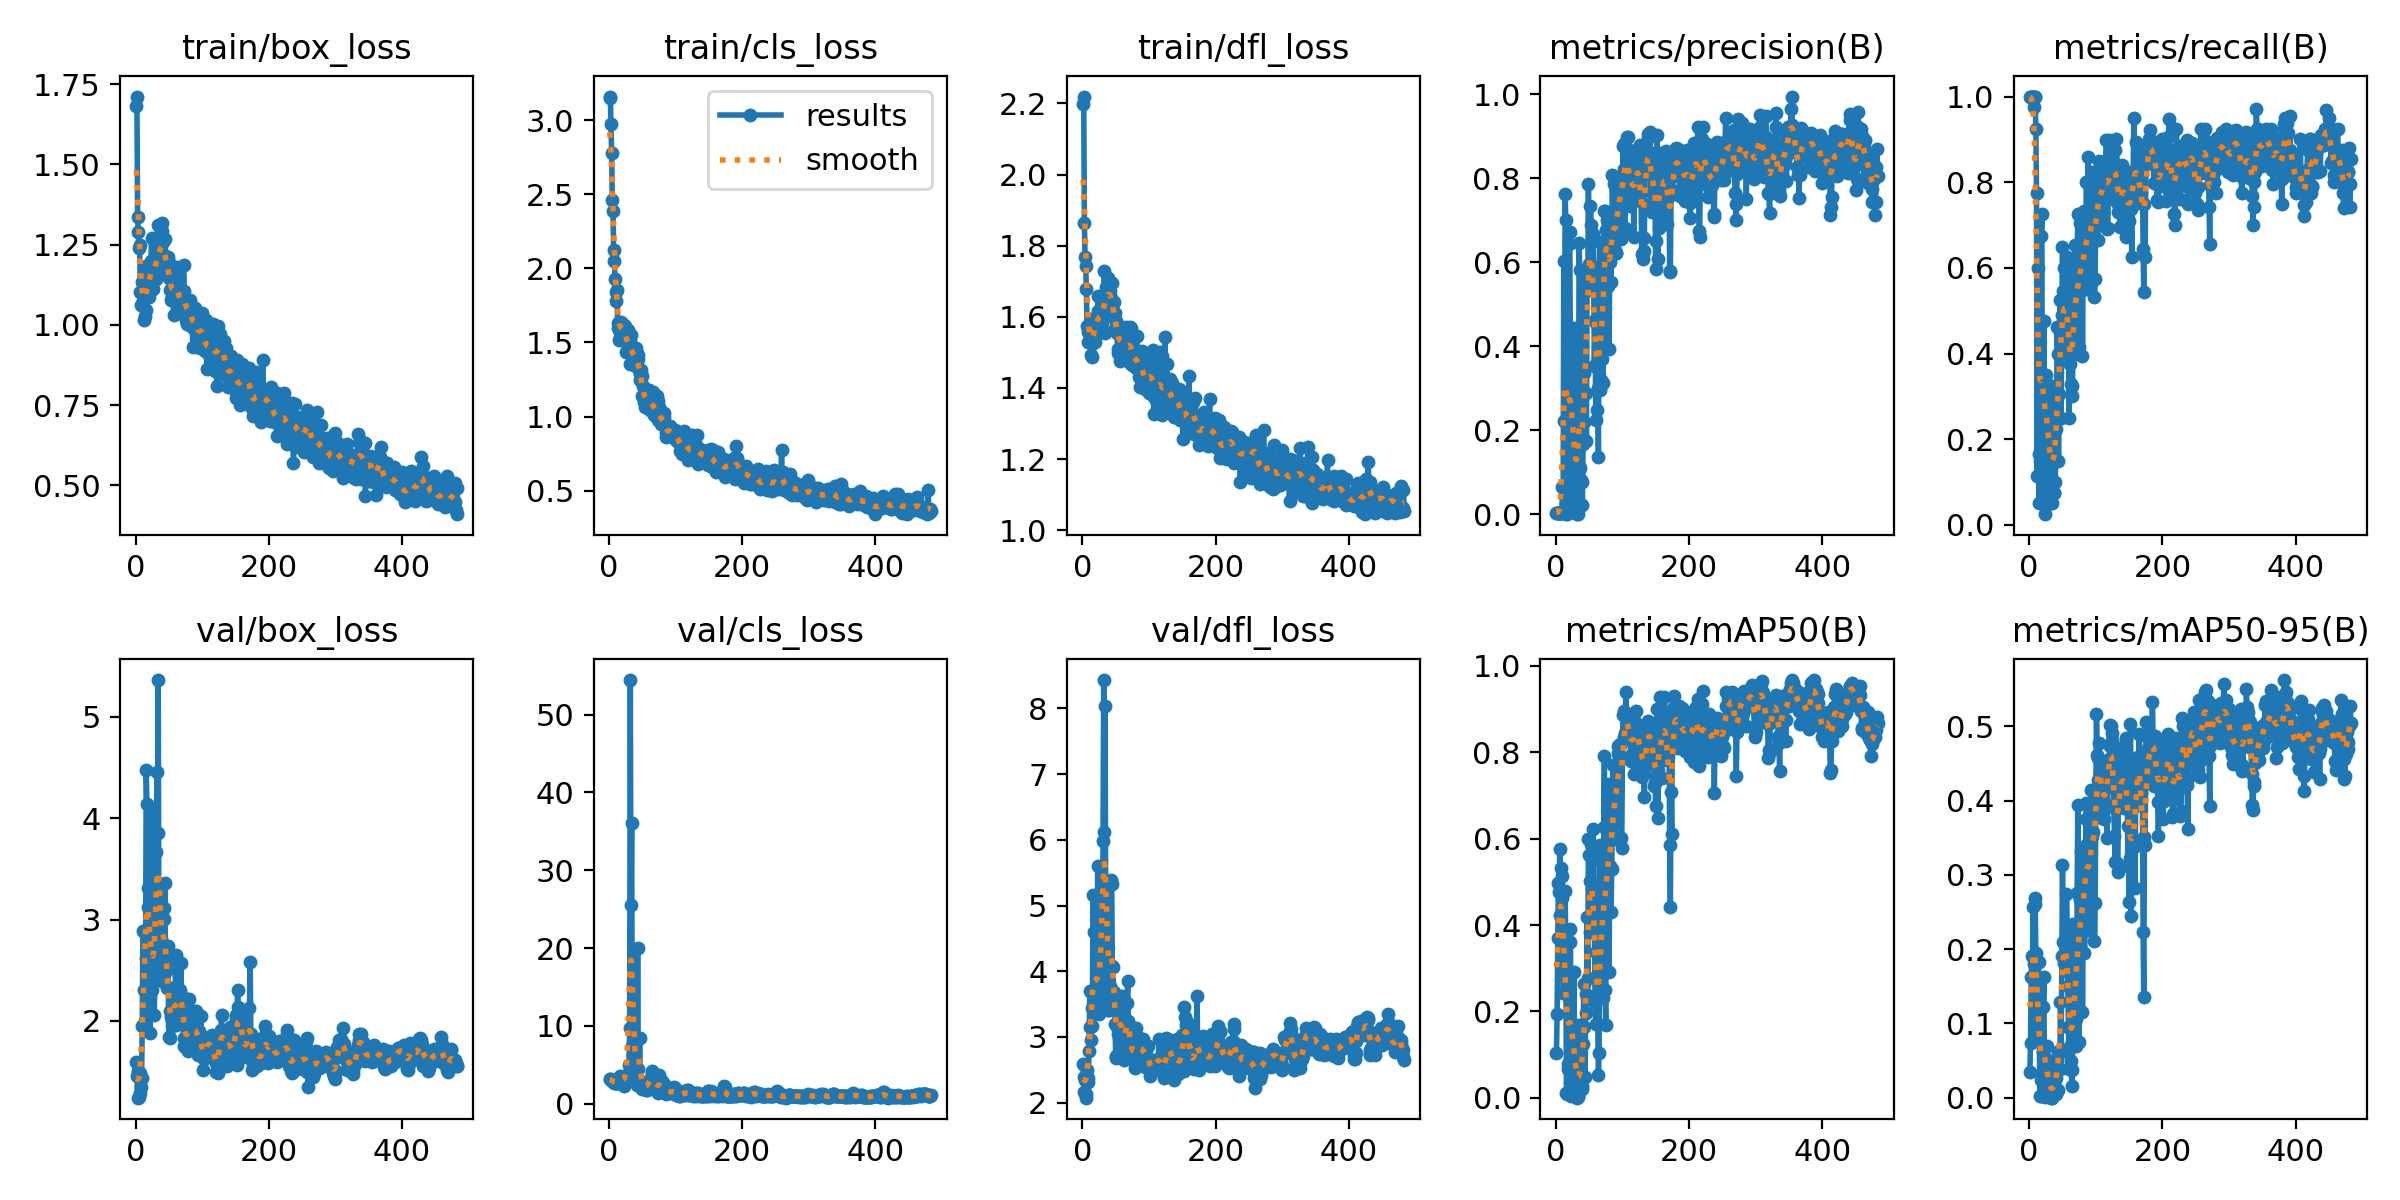 train/box_loss
1.75
1.50
1.25
1.00
0.75
0.50
0 200 400
train/cls_loss
results
smooth
3.0
2.5
2.0
1.5
1.0
0.5
0 200 400
train/dfl_loss
2.2
2.0
1.8
1.6
1.4
1.2
1.0
0 200 400
metrics/precision(B)
1.0
0.8
0.6
0.4
0.2
0.0
0 200 400
metrics/recall(B)
1.0
0.8
0.6
0.4
0.2
0.0
0 200 400
val/box_loss
5
4
3
2
0 200 400
val/cls_loss
50
40
30
20
10
0
0 200 400
val/dfl_loss
8
7
6
5
4
3
2
0 200 400
metrics/mAP50(B)
1.0
0.8
0.6
0.4
0.2
0.0
0 200 400
metrics/mAP50-95(B)
0.5
0.4
0.3
0.2
0.1
0.0
0 200 400